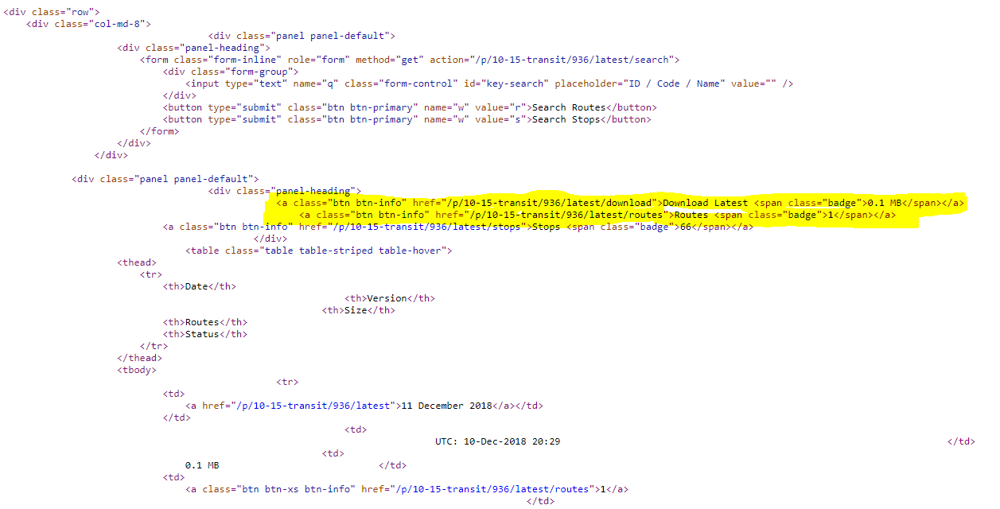 <div class="row">
<div class="col-md-8">
<div class="panel panel-default">
<div class="panel-heading">
<form class="form-inline" role="form" method="get" action="/p/10-15-transit/936/latest/search">
<div class="form-group">
<input type="text" name="q" class="form-control" id="key-search" placeholder="ID / Code / Name" value="" />
</div>
<button type="submit" class="btn btn-primary" name="w" value="r">Search Routes</button>
<button type="submit" class="btn btn-primary" name="w" value="s">Search Stops</button>
</form>
</div>
</div>
<div class="panel panel-default">
<div class="panel-heading">
<a class="btn btn-info" href="/p/10-15-transit/936/latest/download">Download Latest <span class="badge">0.1 MB</span></a>
<a class="btn btn-info" href="/p/10-15-transit/936/latest/routes">Routes <span class="badge">1</span></a>
<a class="btn btn-info" href="/p/10-15-transit/936/latest/stops">Stops <span class="badge">66</span></a>
</div>
<table class="table table-striped table-hover">
<thead>
<tr>
<th>Date</th>
<th>Version</th>
<th>Size</th>
<th>Routes</th>
<th>Status</th>
</tr>
</thead>
<tbody>
<tr>
<td>
<a href="/p/10-15-transit/936/latest">11 December 2018</a></td>
</td>
<td>
UTC: 10-Dec-2018 20:29 </td>
<td>
0.1 MB </td>
<td>
<a class="btn btn-xs btn-info" href="/p/10-15-transit/936/latest/routes">1</a>
</td>